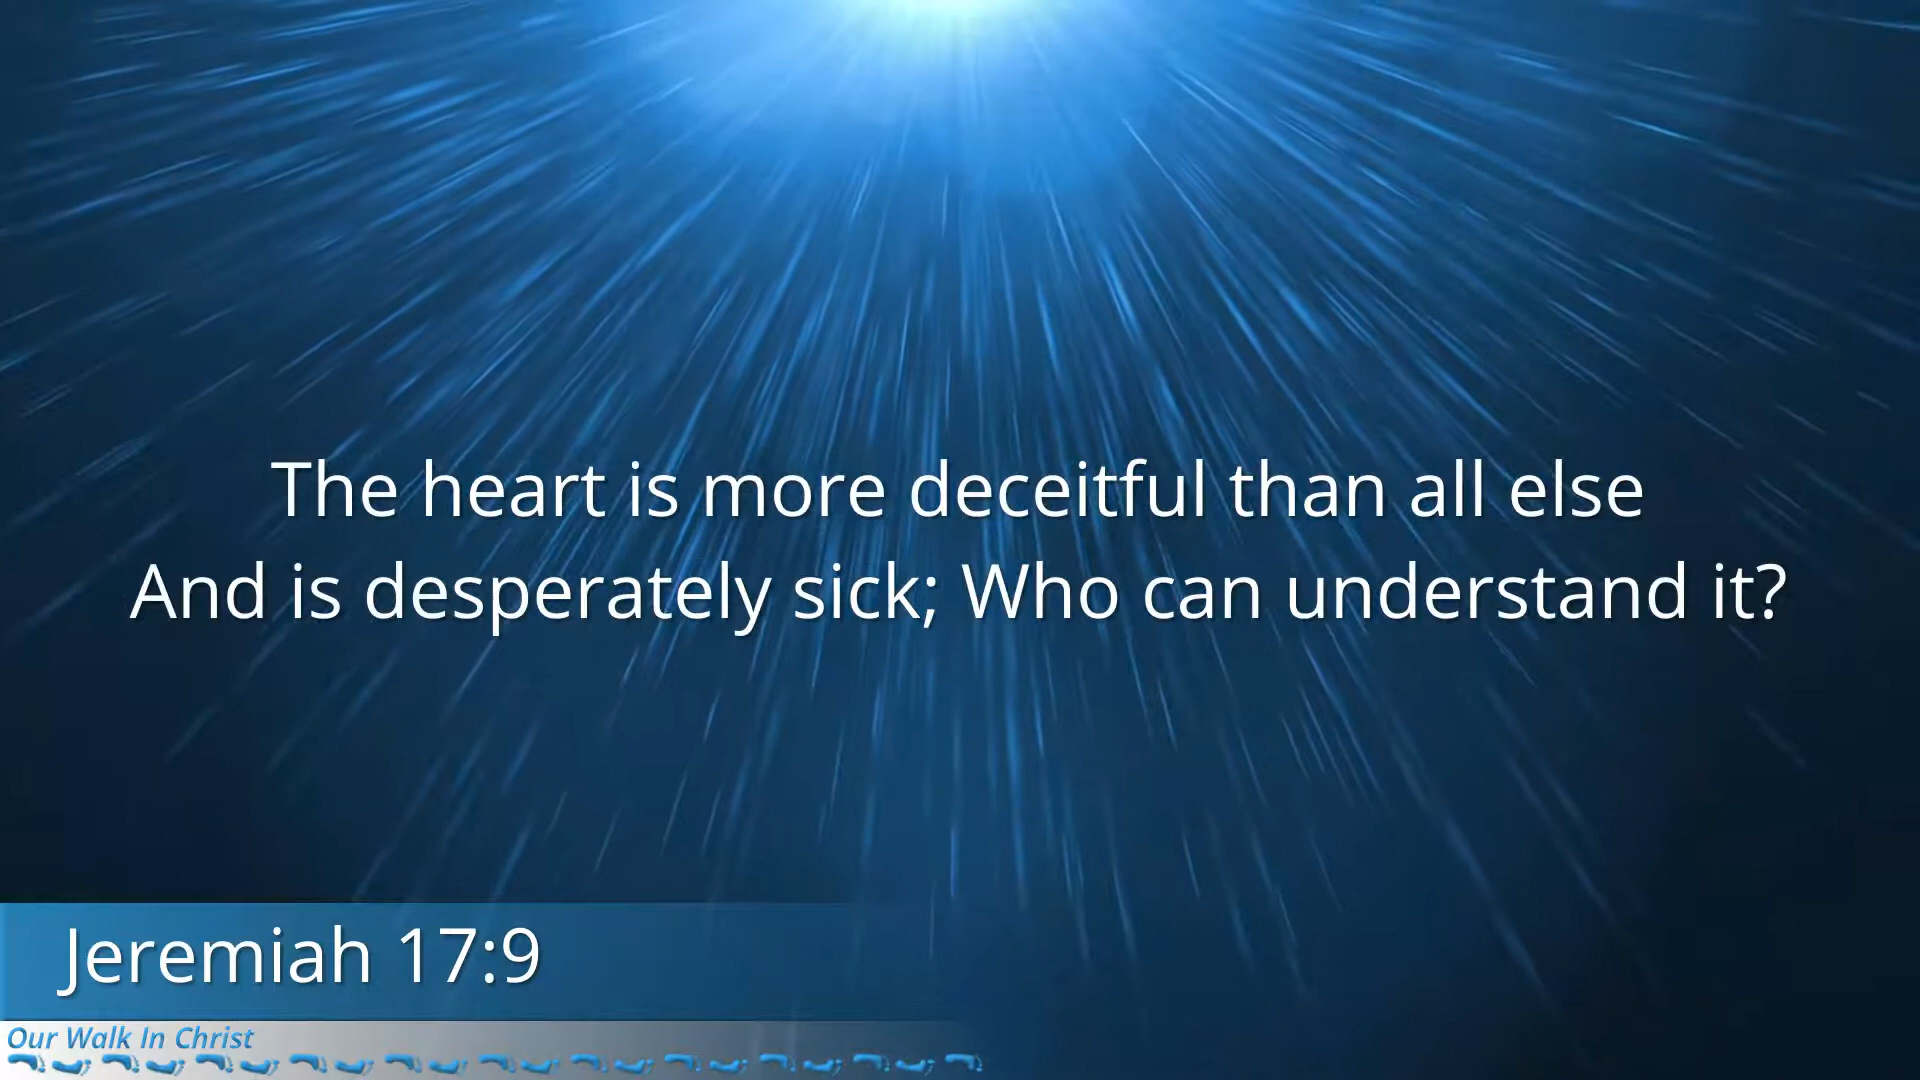 The heart is more deceitful than all else
And is desperately sick; Who can understand it?
Jeremiah 17:9
Our Walk In Christ